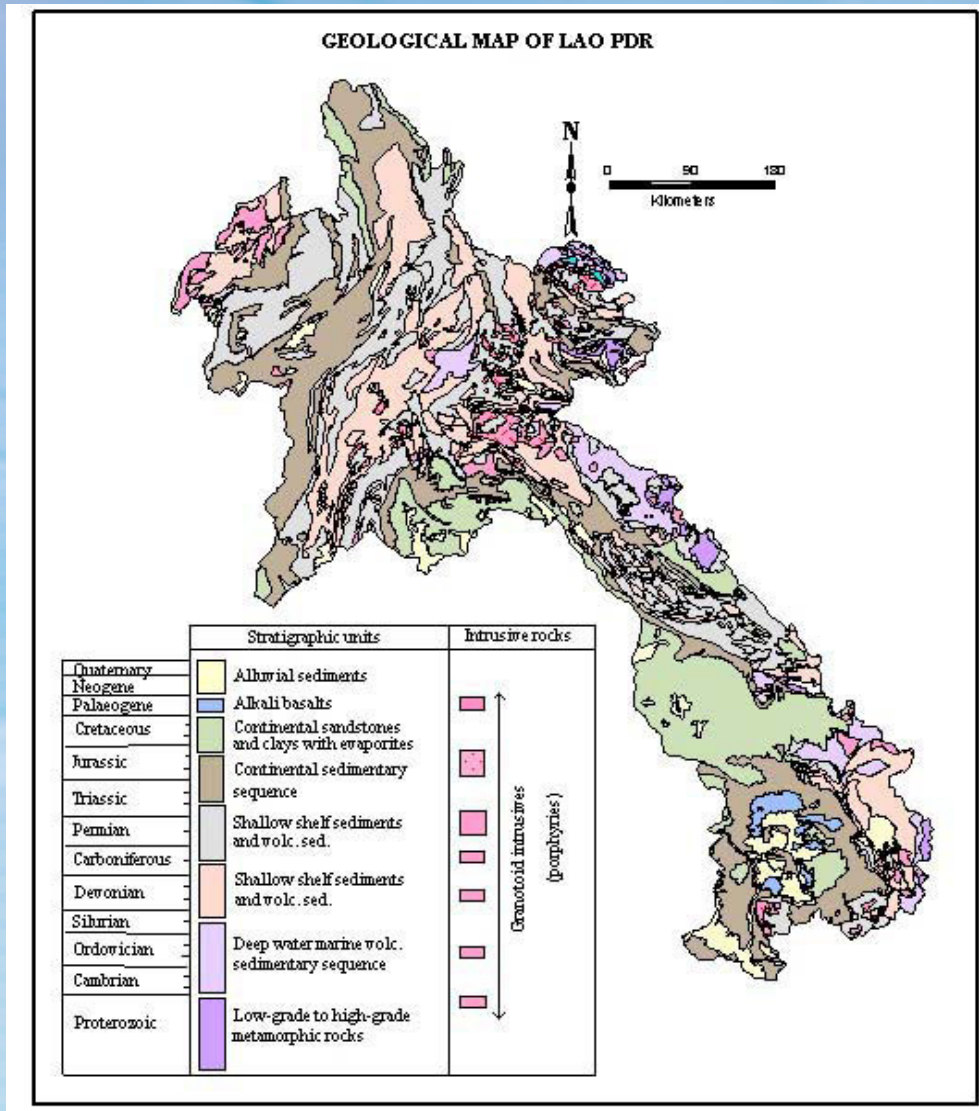 GEOLOGICAL MAP OF LAO PDR
N
0 90 180
Kilometers
Stratigraphic units
Intrusive rocks
Quaternary
Neogene
Palaeogene
Cretaceous
Jurassic
Triassic
Permian
Carboniferous
Devonian
Silurian
Ordovician
Cambrian
Proterozoic
Alluvial sediments
Alkali basalts
Continental sandstones
and clays with evaporites
Continental sedimentary
sequence
Shallow shelf sediments
and volc. sed.
Shallow shelf sediments
and volc. sed.
Deep water marine volc.
sedimentary sequence
Low-grade to high-grade
metamorphic rocks
Granotoid intrusives
(porphyries)